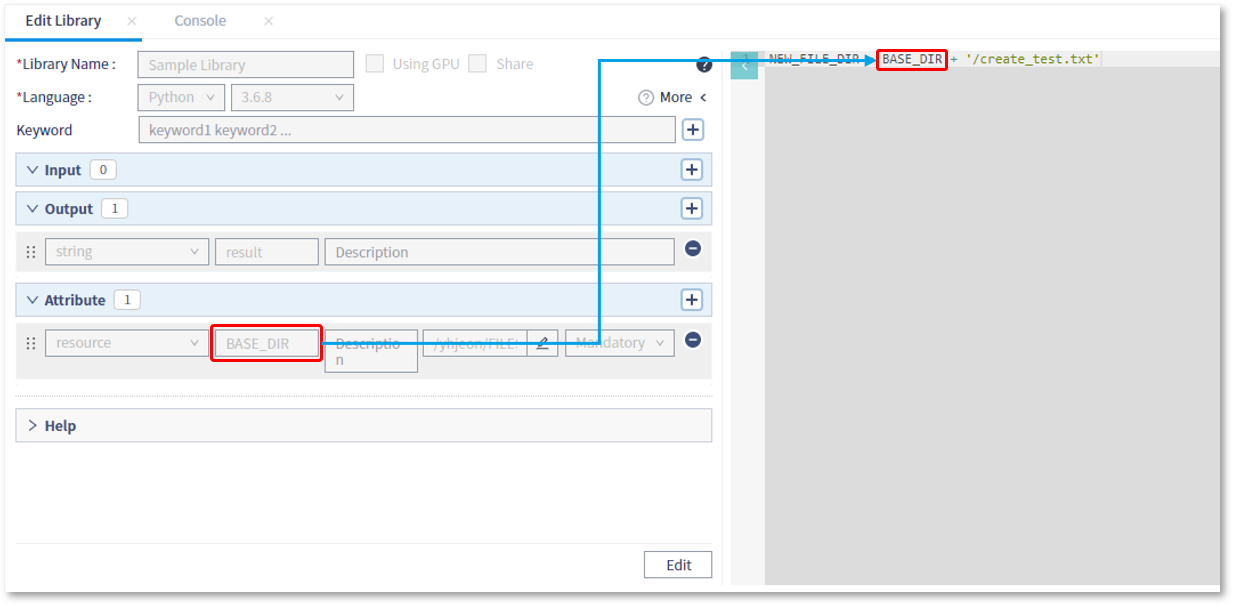 Edit Library
Console
*Library Name :
Sample Library
Using GPU
Share
?
*Language :
Python
3.6.8
? More <
Keyword
keyword1 keyword2 ...
Input 0
Output 1
string
result
Description
Attribute 1
resource
BASE_DIR
Descriptio
n
/yhjeon/FILE:
Mandatory
Help
Edit
1
NEW_FILE_DIR BASE_DIR + '/create_test.txt'